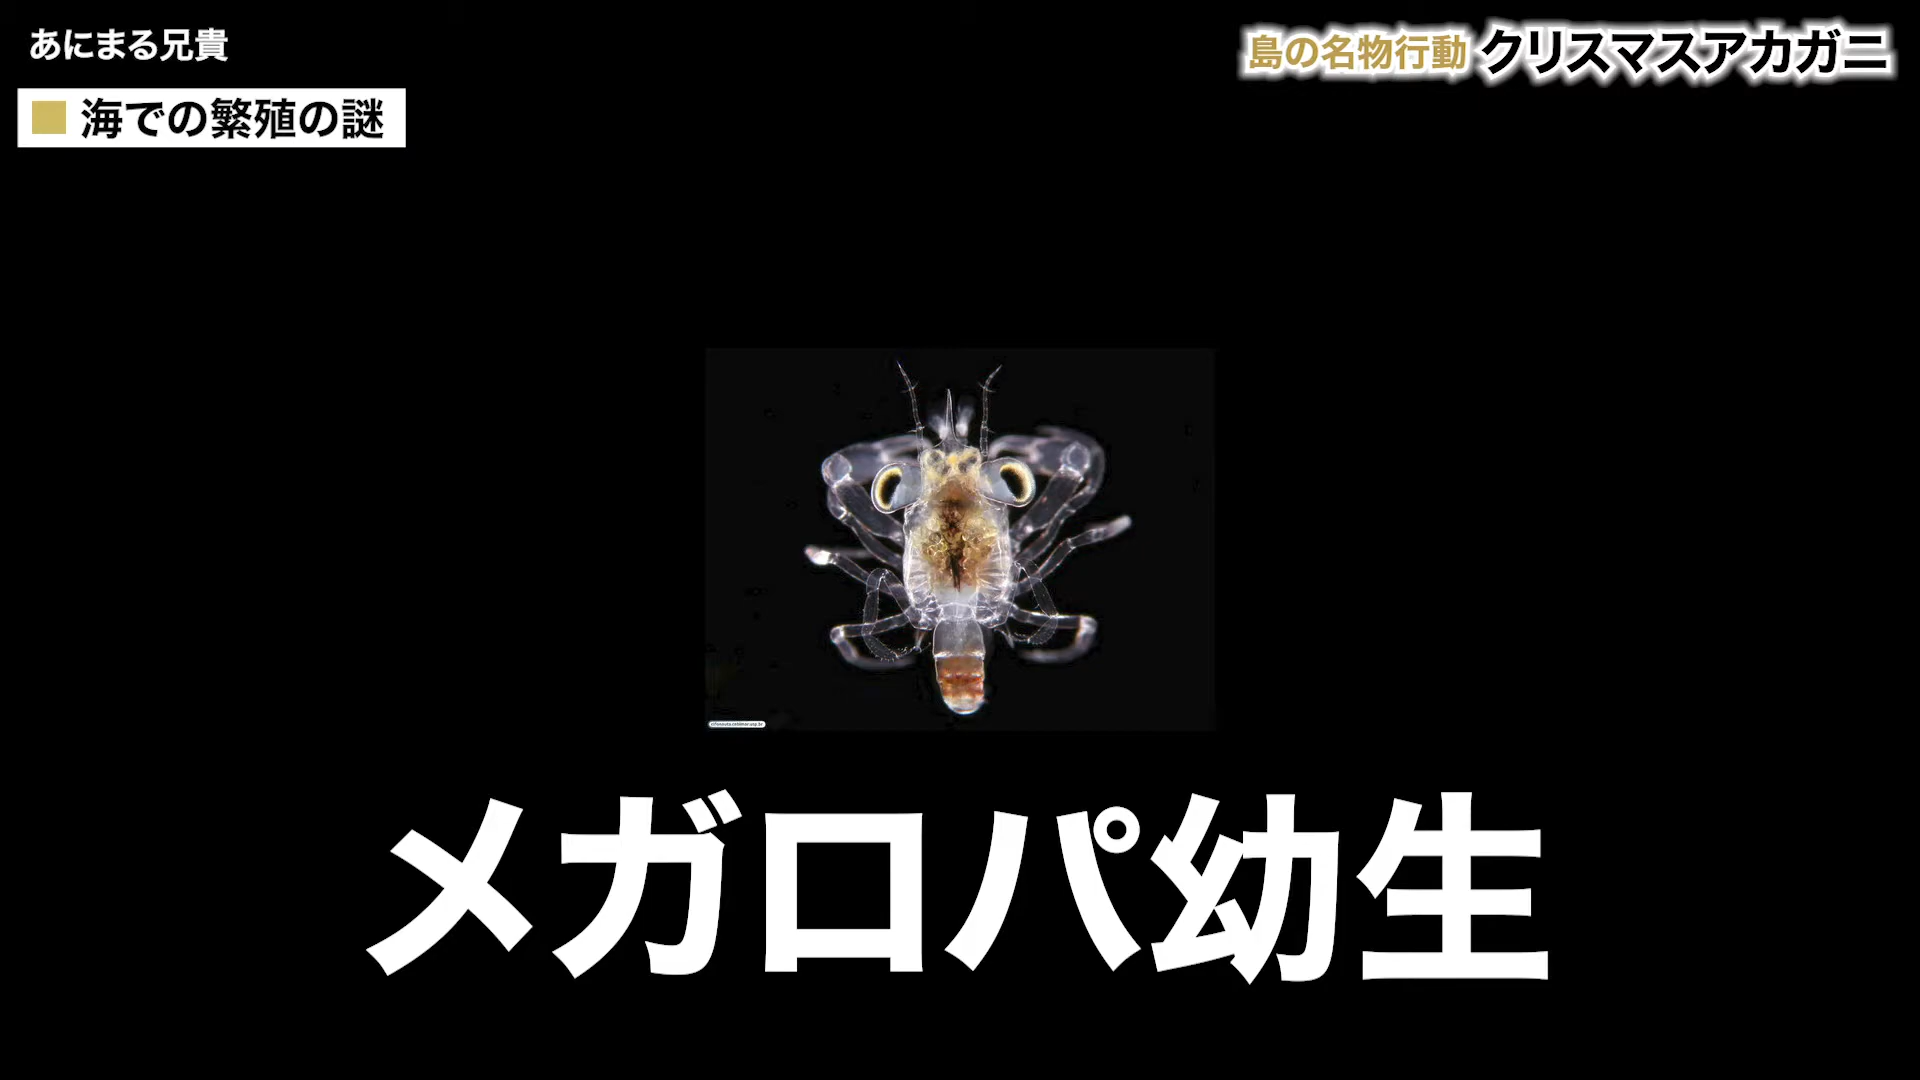 あにまる兄貴
島の名物行動 クリスマスアカガニ
■ 海での繁殖の謎
メガロパ幼生